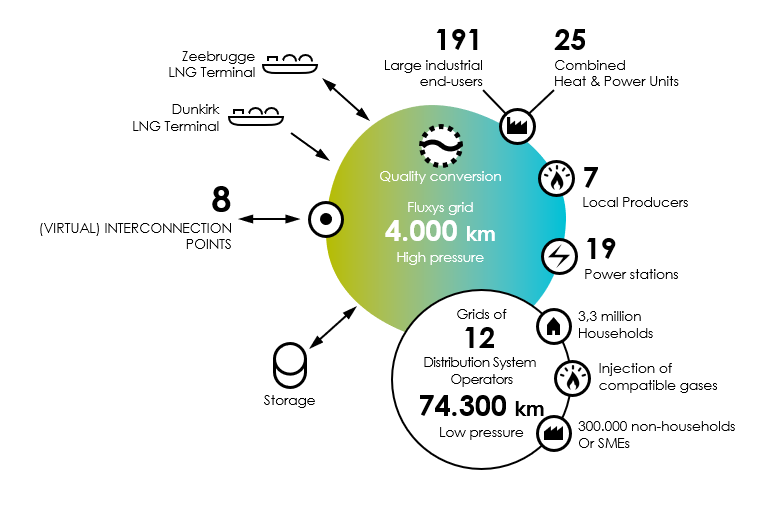 Zeebrugge
LNG Terminal
Dunkirk
LNG Terminal
8
(VIRTUAL) INTERCONNECTION
POINTS
Storage
191
Large industrial
end-users
25
Combined
Heat & Power Units
Quality conversion
Fluxys grid
4.000 km
High pressure
7
Local Producers
19
Power stations
Grids of
12
Distribution System
Operators
74.300 km
Low pressure
3,3 million
Households
Injection of
compatible gases
300.000 non-households
Or SMEs